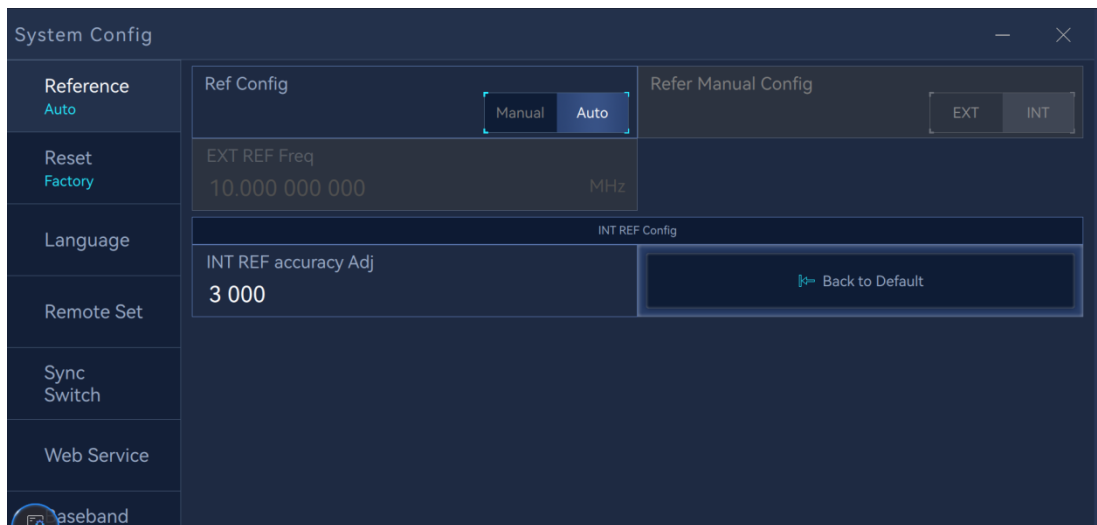 System Config
Reference
Auto
Reset
Factory
Language
Remote Set
Sync
Switch
Web Service
Ref Config
Manual
Auto
Refer Manual Config
EXT
INT
EXT REF Freq
10.000 000 000
MHz
INT REF Config
INT REF accuracy Adj
3 000
Back to Default